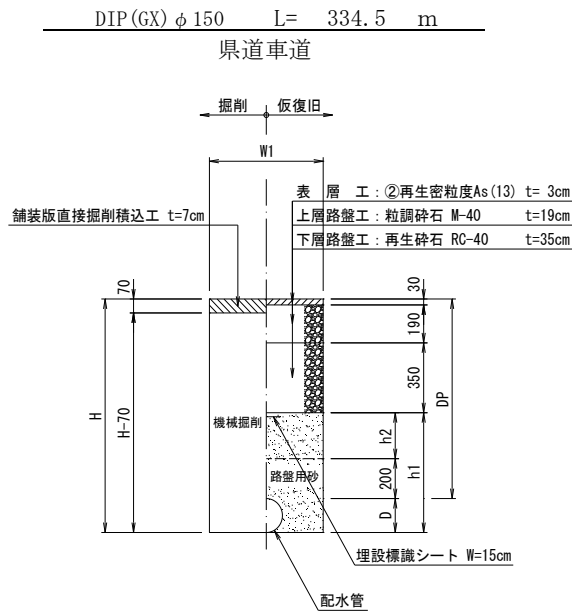 DIP(GX) φ150 L= 334.5 m
県道車道
掘削 仮復旧
W1
表 層 工：②再生密粒度As(13) t= 3cm
舗装版直接掘削積込工 t=7cm
上層路盤工：粒調砕石 M-40 t=19cm
下層路盤工：再生砕石 RC-40 t=35cm
70
30
190
350
DP
H
H-70
機械掘削
h2
h1
路盤用砂
200
D
埋設標識シート W=15cm
配水管